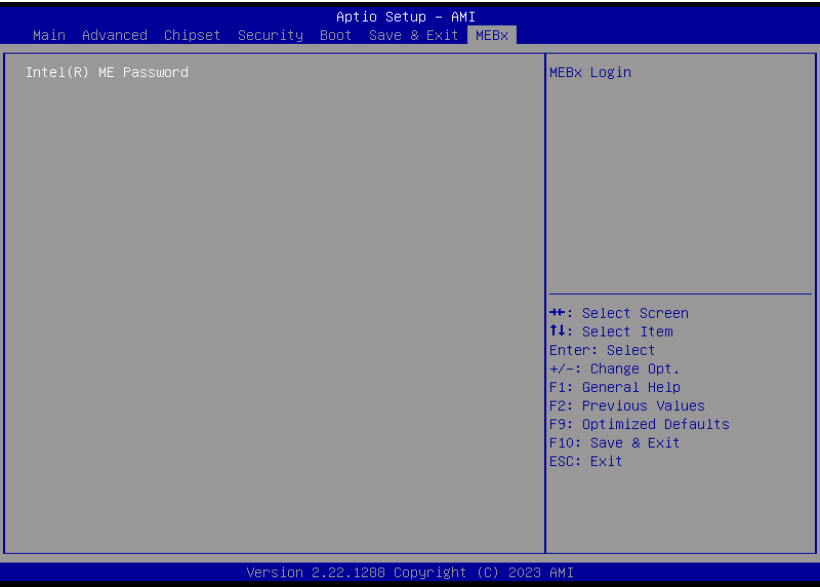 Aptio Setup – AMI
Main Advanced Chipset Security Boot Save & Exit MEBx
Intel(R) ME Password
MEBx Login
→←: Select Screen
↑↓: Select Item
Enter: Select
+/-: Change Opt.
F1: General Help
F2: Previous Values
F9: Optimized Defaults
F10: Save & Exit
ESC: Exit
Version 2.22.1288 Copyright (C) 2023 AMI